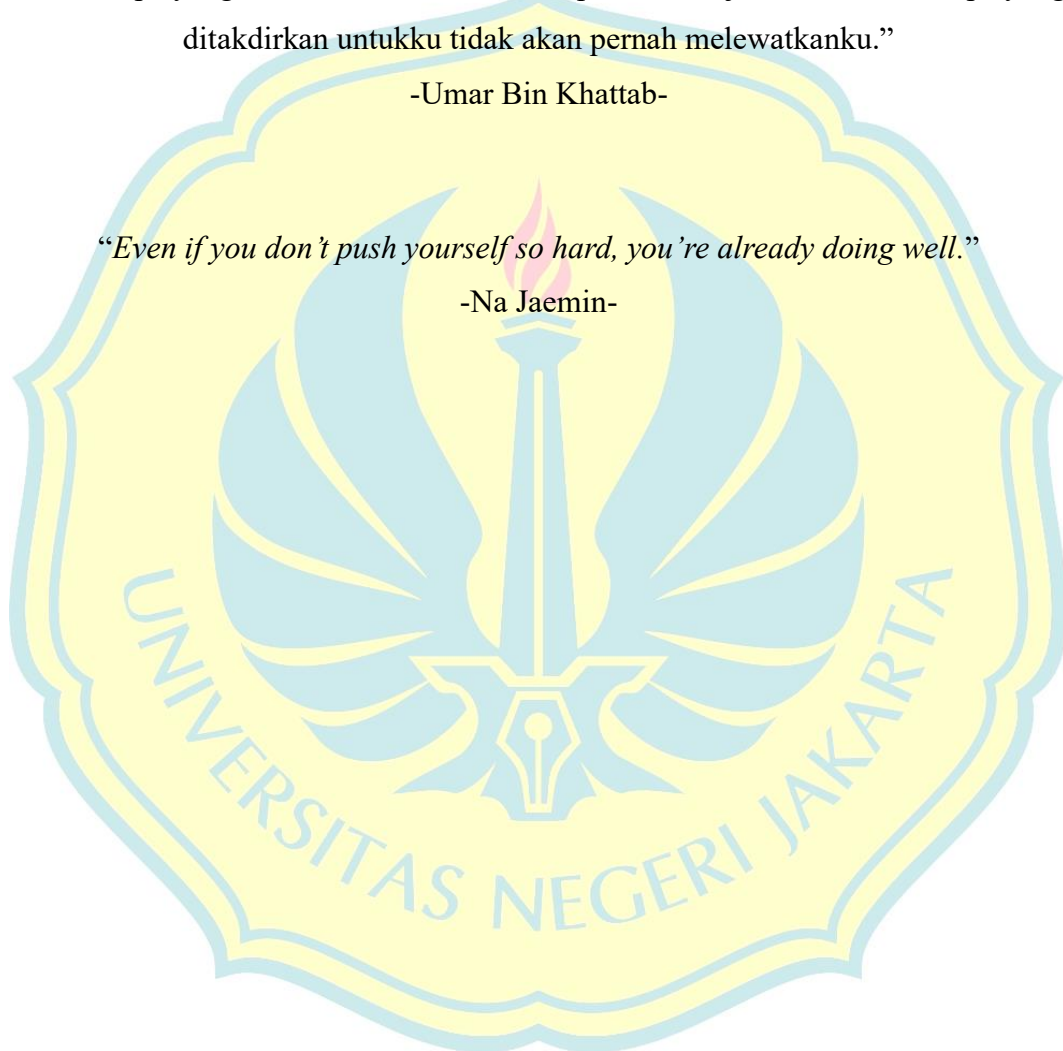 ditakdirkan untukku tidak akan pernah melewatkanku.”
-Umar Bin Khattab-
“Even if you don’t push yourself so hard, you’re already doing well.”
-Na Jaemin-
UNIVERSITAS NEGERI JAKARTA